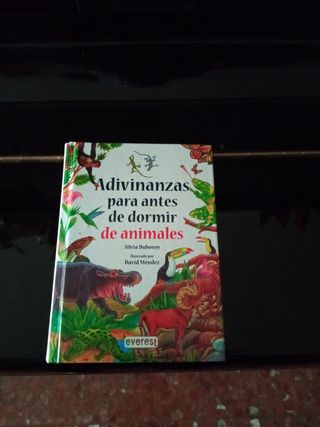 Adivinanzas
para antes
de dormir
de animales
Silvia Dubovoy
Ilustrado por
David Méndez
everest